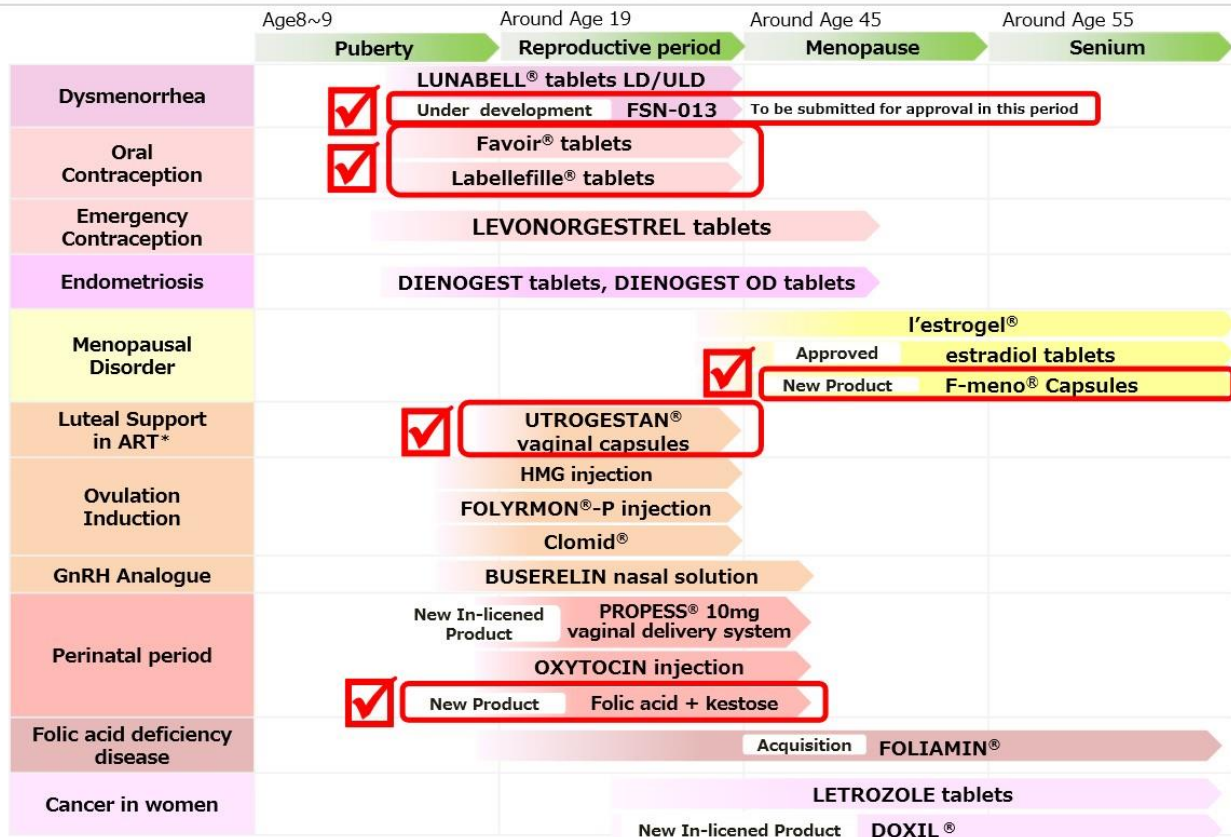 Age8~9
Around Age 19
Around Age 45
Around Age 55
Puberty
Reproductive period
Menopause
Senium
Dysmenorrhea
LUNABELL® tablets LD/ULD
Under development
FSN-013
To be submitted for approval in this period
Oral
Contraception
Favoir® tablets
Labellefille® tablets
Emergency
Contraception
LEVONORGESTREL tablets
Endometriosis
DIENOGEST tablets, DIENOGEST OD tablets
Menopausal
Disorder
l’estrogel®
Approved
estradiol tablets
New Product
F-meno® Capsules
Luteal Support
in ART*
UTROGESTAN®
vaginal capsules
Ovulation
Induction
HMG injection
FOLYRMON®-P injection
Clomid®
GnRH Analogue
BUSERELIN nasal solution
Perinatal period
New In-licened
Product
PROPESS® 10mg
vaginal delivery system
OXYTOCIN injection
New Product
Folic acid + kestose
Folic acid deficiency
disease
Acquisition
FOLIAMIN®
Cancer in women
LETROZOLE tablets
New In-licened Product
DOXIL ®